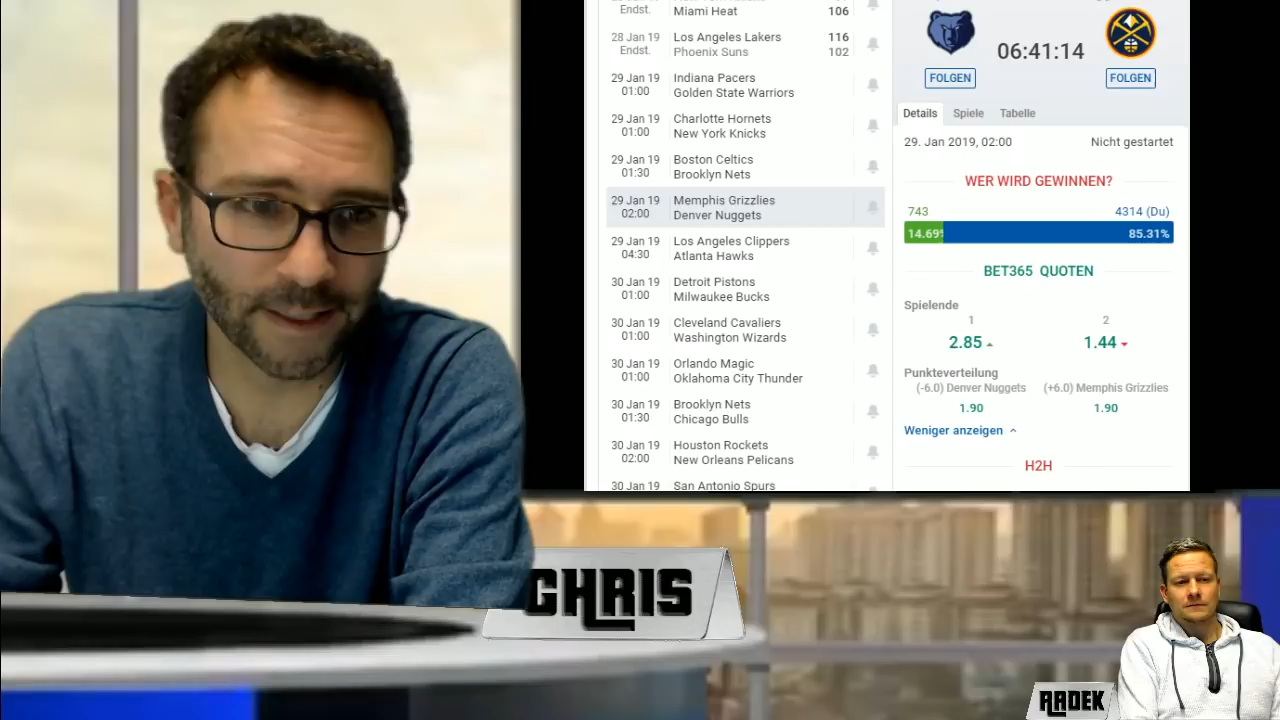 Endst.
Miami Heat 106
28 Jan 19 Los Angeles Lakers 116
Endst. Phoenix Suns 102
29 Jan 19 Indiana Pacers
01:00 Golden State Warriors
29 Jan 19 Charlotte Hornets
01:00 New York Knicks
29 Jan 19 Boston Celtics
01:30 Brooklyn Nets
29 Jan 19 Memphis Grizzlies
02:00 Denver Nuggets
29 Jan 19 Los Angeles Clippers
04:30 Atlanta Hawks
30 Jan 19 Detroit Pistons
01:00 Milwaukee Bucks
30 Jan 19 Cleveland Cavaliers
01:00 Washington Wizards
30 Jan 19 Orlando Magic
01:00 Oklahoma City Thunder
30 Jan 19 Brooklyn Nets
01:30 Chicago Bulls
30 Jan 19 Houston Rockets
02:00 New Orleans Pelicans
30 Jan 19 San Antonio Spurs
06:41:14
FOLGEN FOLGEN
Details Spiele Tabelle
29. Jan 2019, 02:00 Nicht gestartet
WER WIRD GEWINNEN?
743 4314 (Du)
14.69% 85.31%
BET365 QUOTEN
Spielende
1 2
2.85 1.44
Punkteverteilung
(-6.0) Denver Nuggets (+6.0) Memphis Grizzlies
1.90 1.90
Weniger anzeigen
H2H
CHRIS
RADEK